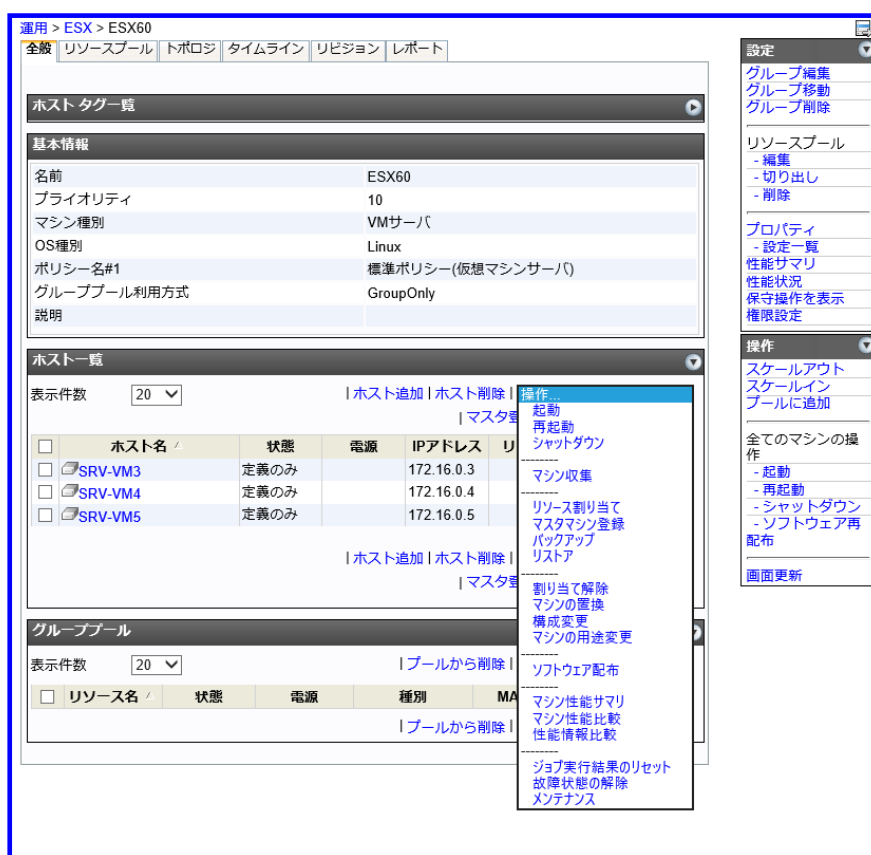 運用 > ESX > ESX60
全般 リソースプール トポロジ タイムライン リビジョン レポート
ホスト タグ一覧
基本情報
名前 ESX60
プライオリティ 10
マシン種別 VMサーバ
OS種別 Linux
ポリシー名#1 標準ポリシー(仮想マシンサーバ)
グループプール利用方式 GroupOnly
説明
ホスト一覧
表示件数 20 | ホスト追加 | ホスト削除 |
| マスタ登
ホスト名 状態 電源 IPアドレス リ
SRV-VM3 定義のみ 172.16.0.3
SRV-VM4 定義のみ 172.16.0.4
SRV-VM5 定義のみ 172.16.0.5
| ホスト追加 | ホスト削除 |
| マスタ登
グループプール
表示件数 20 | プールから削除 |
リソース名 状態 電源 種別 MA
| プールから削除 |
操作...
起動
再起動
シャットダウン
--------
マシン収集
--------
リソース割り当て
マスタマシン登録
バックアップ
リストア
--------
割り当て解除
マシンの置換
構成変更
マシンの用途変更
--------
ソフトウェア配布
--------
マシン性能サマリ
マシン性能比較
性能情報比較
--------
ジョブ実行結果のリセット
故障状態の解除
メンテナンス
設定
グループ編集
グループ移動
グループ削除
リソースプール
- 編集
- 切り出し
- 削除
プロパティ
- 設定一覧
性能サマリ
性能状況
保守操作を表示
権限設定
操作
スケールアウト
スケールイン
プールに追加
全てのマシンの操
作
- 起動
- 再起動
- シャットダウン
- ソフトウェア再
配布
画面更新